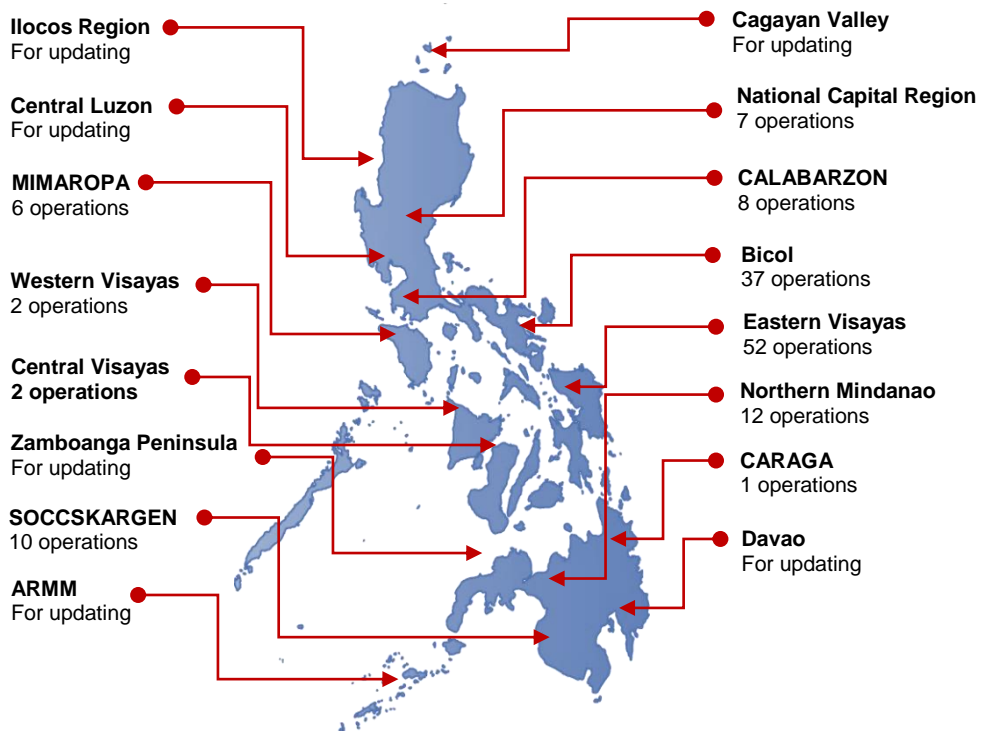 Ilocos Region
For updating
Central Luzon
For updating
MIMAROPA
6 operations
Western Visayas
2 operations
Central Visayas
2 operations
Zamboanga Peninsula
For updating
SOCCSKARGEN
10 operations
ARMM
For updating
Cagayan Valley
For updating
National Capital Region
7 operations
CALABARZON
8 operations
Bicol
37 operations
Eastern Visayas
52 operations
Northern Mindanao
12 operations
CARAGA
1 operations
Davao
For updating